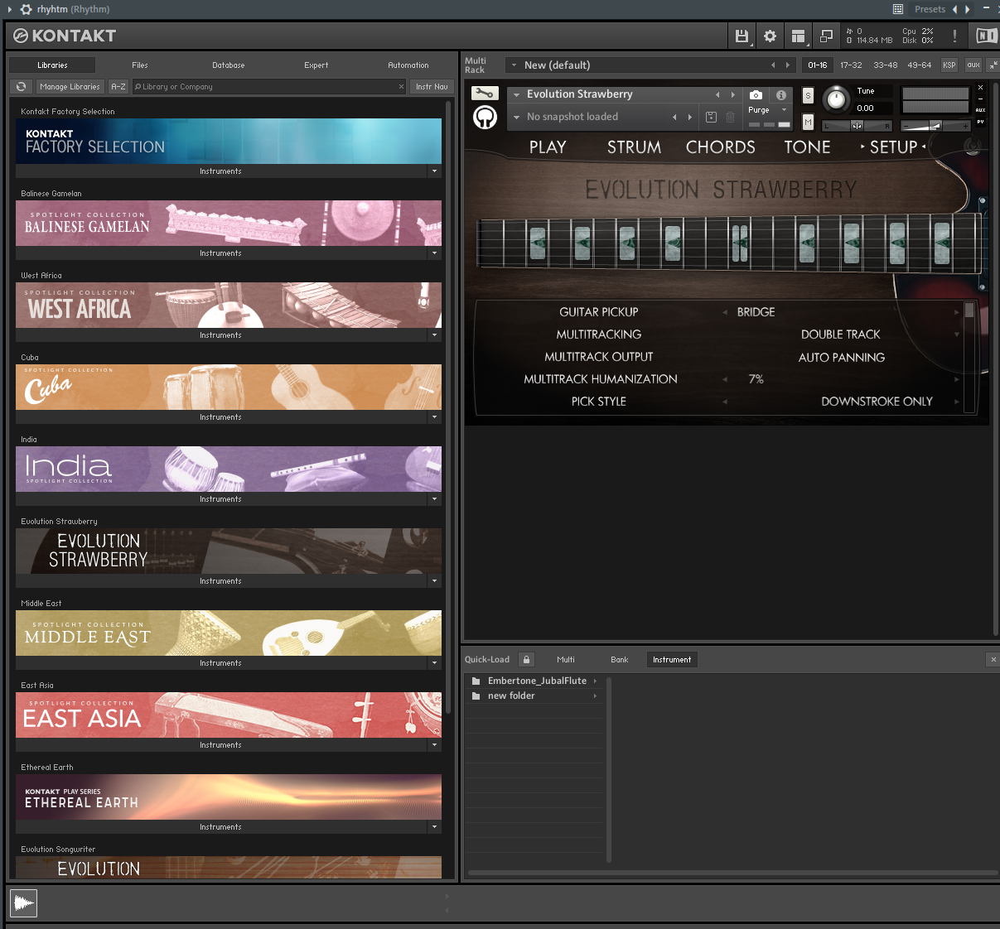 rhyhtm (Rhythm)
Presets
KONTAKT
0
114.84 MB
Cpu 2%
Disk 0%
!
NI
Libraries
Files
Database
Expert
Automation
Manage Libraries
A-Z
Library or Company
×
Instr Nav
Kontakt Factory Selection
KONTAKT
FACTORY SELECTION
Instruments
Balinese Gamelan
SPOTLIGHT COLLECTION
BALINESE GAMELAN
Instruments
West Africa
SPOTLIGHT COLLECTION
WEST AFRICA
Instruments
Cuba
SPOTLIGHT COLLECTION
Cuba
Instruments
India
India
SPOTLIGHT COLLECTION
Instruments
Evolution Strawberry
EVOLUTION
STRAWBERRY
Instruments
Middle East
SPOTLIGHT COLLECTION
MIDDLE EAST
Instruments
East Asia
SPOTLIGHT COLLECTION
EAST ASIA
Instruments
Ethereal Earth
KONTAKT PLAY SERIES
ETHEREAL EARTH
Instruments
Evolution Songwriter
EVOLUTION
Multi
Rack
New (default)
01-16
17-32
33-48
49-64
KSP
aux
Evolution Strawberry
No snapshot loaded
Purge
S
M
Tune
0.00
L
R
AUX
PV
PLAY
STRUM
CHORDS
TONE
SETUP
EVOLUTION STRAWBERRY
GUITAR PICKUP
BRIDGE
MULTITRACKING
DOUBLE TRACK
MULTITRACK OUTPUT
AUTO PANNING
MULTITRACK HUMANIZATION
7%
PICK STYLE
DOWNSTROKE ONLY
Quick-Load
Multi
Bank
Instrument
×
Embertone_JubalFlute
new folder